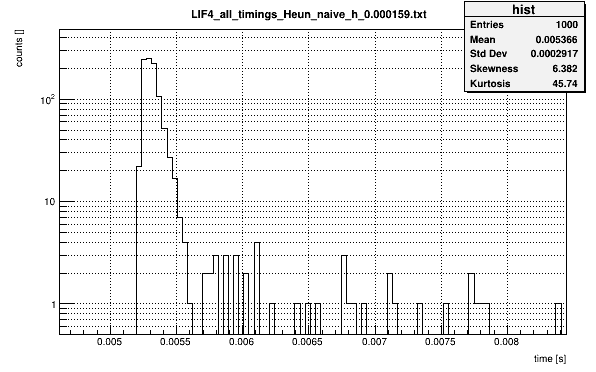 LIF4_all_timings_Heun_naive_h_0.000159.txt
hist
Entries 1000
Mean 0.005366
Std Dev 0.0002917
Skewness 6.382
Kurtosis 45.74
counts []
10²
10
1
0.005 0.0055 0.006 0.0065 0.007 0.0075 0.008
time [s]